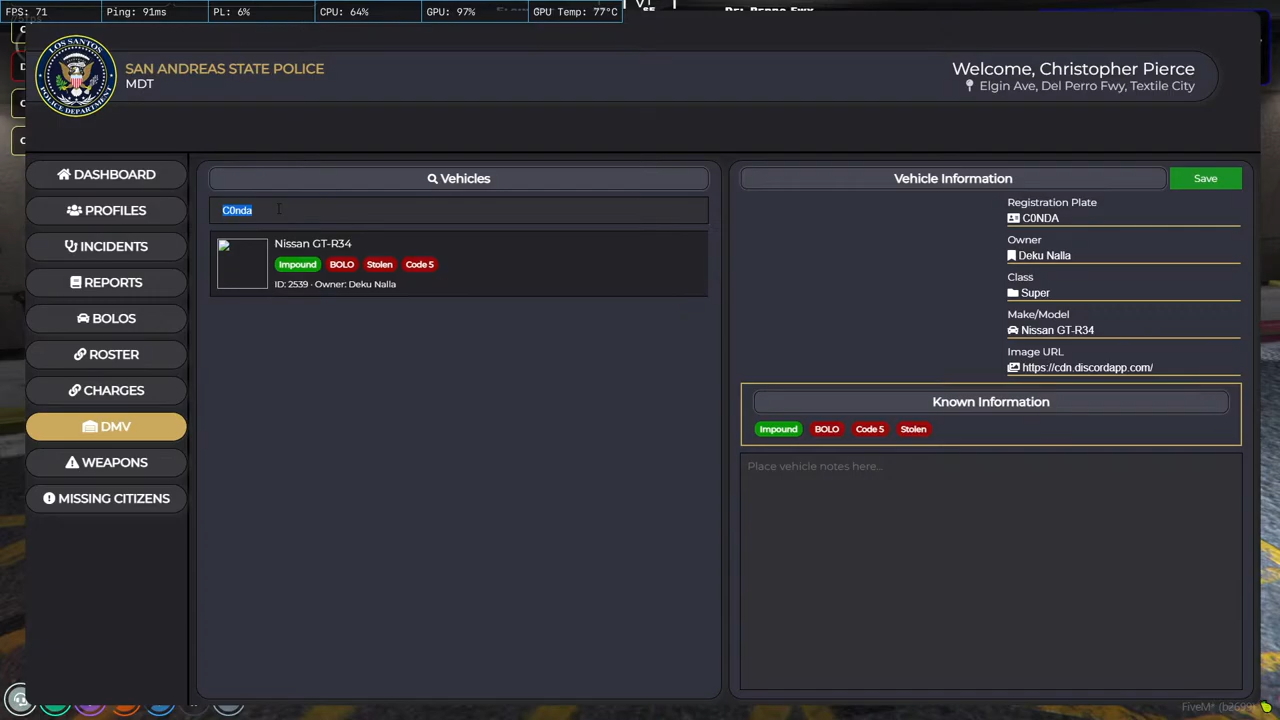 FPS: 71
Ping: 91ms
PL: 6%
CPU: 64%
GPU: 97%
GPU Temp: 77°C
LOS SANTOS
POLICE DEPARTMENT
SAN ANDREAS STATE POLICE
MDT
Welcome, Christopher Pierce
Elgin Ave, Del Perro Fwy, Textile City
DASHBOARD
PROFILES
INCIDENTS
REPORTS
BOLOS
ROSTER
CHARGES
DMV
WEAPONS
MISSING CITIZENS
Vehicles
C0nda
Nissan GT-R34
Impound BOLO Stolen Code 5
ID: 2539 · Owner: Deku Nalla
Vehicle Information
Save
Registration Plate
C0NDA
Owner
Deku Nalla
Class
Super
Make/Model
Nissan GT-R34
Image URL
https://cdn.discordapp.com/
Known Information
Impound BOLO Code 5 Stolen
Place vehicle notes here...